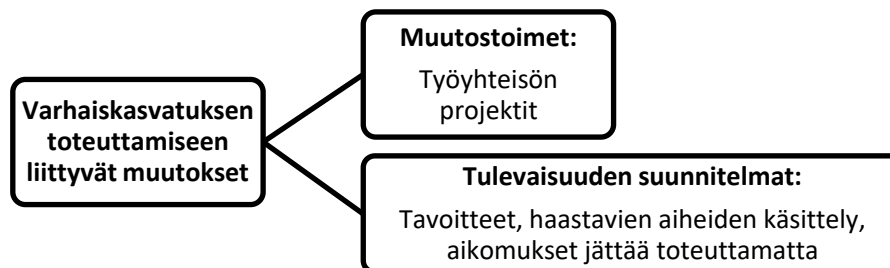 Varhaiskasvatuksen
toteuttamiseen
liittyvät muutokset
Muutostoimet:
Työyhteisön
projektit
Tulevaisuuden suunnitelmat:
Tavoitteet, haastavien aiheiden käsittely,
aikomukset jättää toteuttamatta